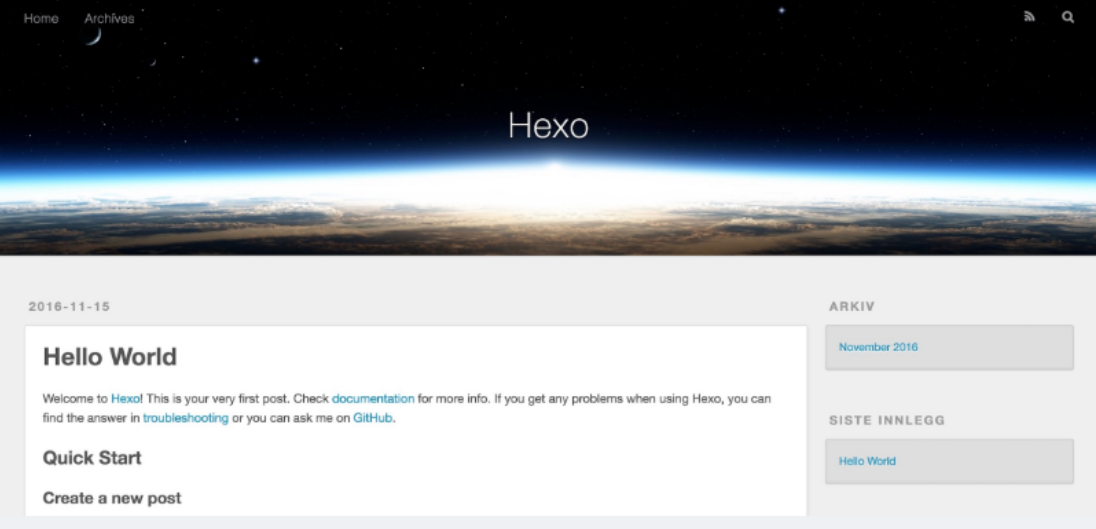 Home Archives
Hexo
2016-11-15
Hello World
Welcome to Hexo! This is your very first post. Check documentation for more info. If you get any problems when using Hexo, you can
find the answer in troubleshooting or you can ask me on GitHub.
Quick Start
Create a new post
ARKIV
November 2016
SISTE INNLEGG
Hello World